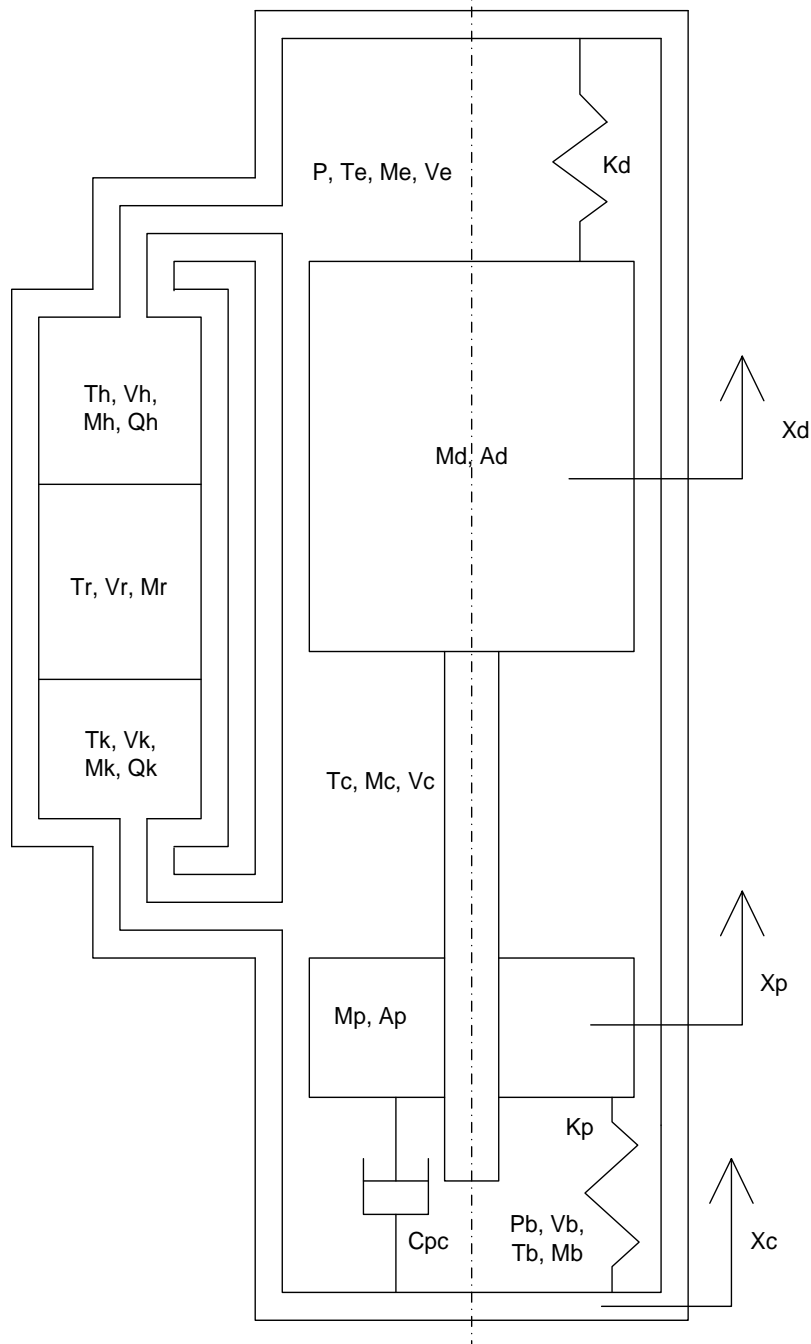 P, Te, Me, Ve
Kd
Th, Vh,
Mh, Qh
Xd
Md, Ad
Tr, Vr, Mr
Tk, Vk,
Mk, Qk
Tc, Mc, Vc
Xp
Mp, Ap
Kp
Pb, Vb,
Tb, Mb
Cpc
Xc